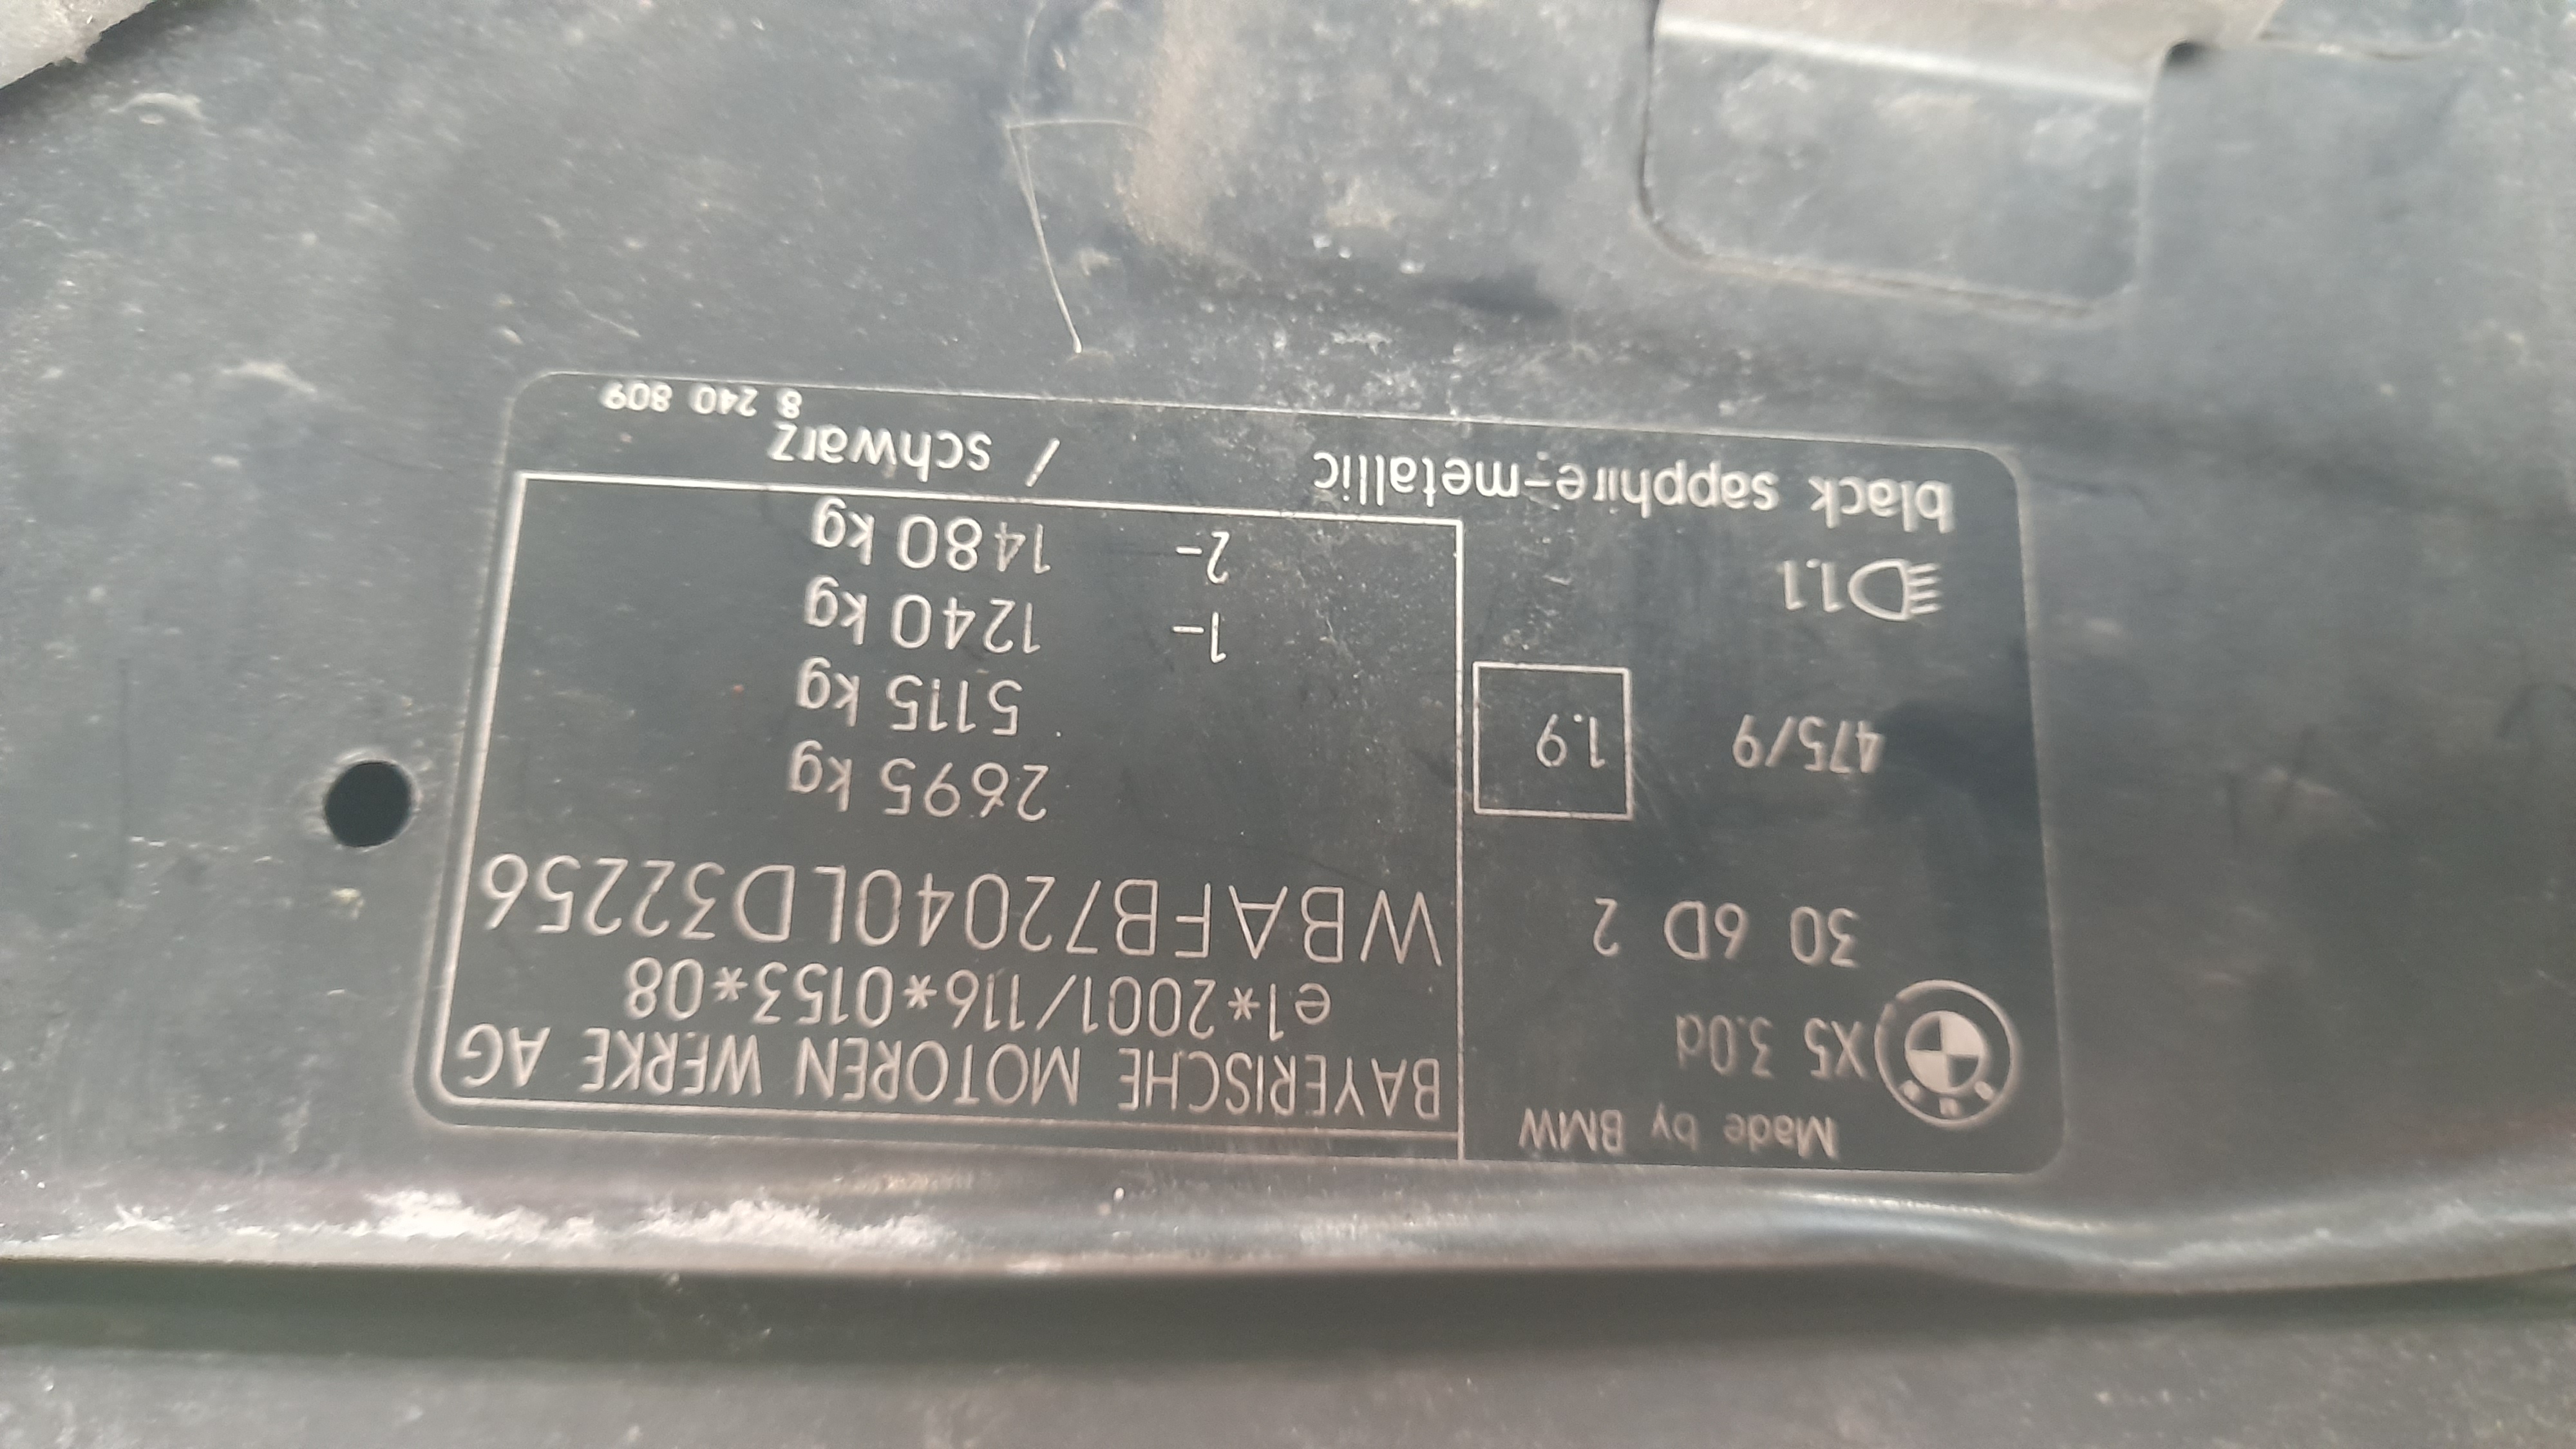 Made by BMW
X5 3.0d
30 6D 2
475/9
1.9
1.1
BAYERISCHE MOTOREN WERKE AG
e1*2001/116*0153*08
WBAFB72040LD32256
2695 kg
5115 kg
1- 1240 kg
2- 1480 kg
black sapphire-metallic / schwarz
8 240 809